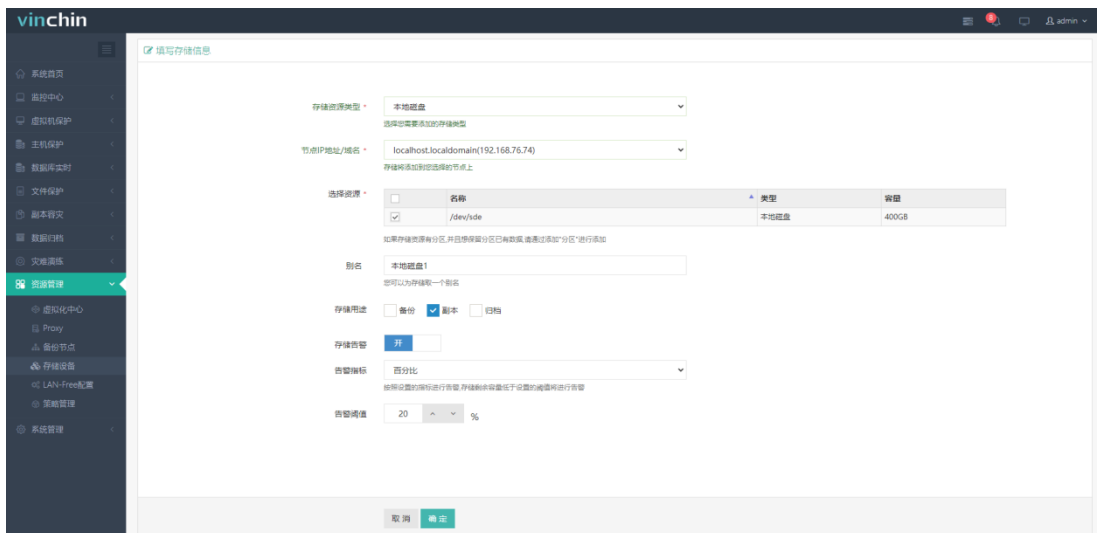 vinchin
8
admin
填写存储信息
系统首页
监控中心
虚拟机保护
主机保护
数据库实时
文件保护
副本容灾
数据归档
灾难演练
资源管理
虚拟化中心
Proxy
备份节点
存储设备
LAN-Free配置
策略管理
系统管理
存储资源类型 * 本地磁盘
选择您需要添加的存储类型
节点IP地址/域名 * localhost.localdomain(192.168.76.74)
存储将添加到您选择的节点上
选择资源 * 名称 类型 容量
/dev/sde 本地磁盘 400GB
如果存储资源有分区,并且想保留分区已有数据,请通过添加"分区"进行添加
别名 本地磁盘1
您可以为存储取一个别名
存储用途 备份 副本 归档
存储告警 开
告警指标 百分比
按照设置的指标进行告警,存储剩余容量低于设置的阈值将进行告警
告警阈值 20 %
取消 确定